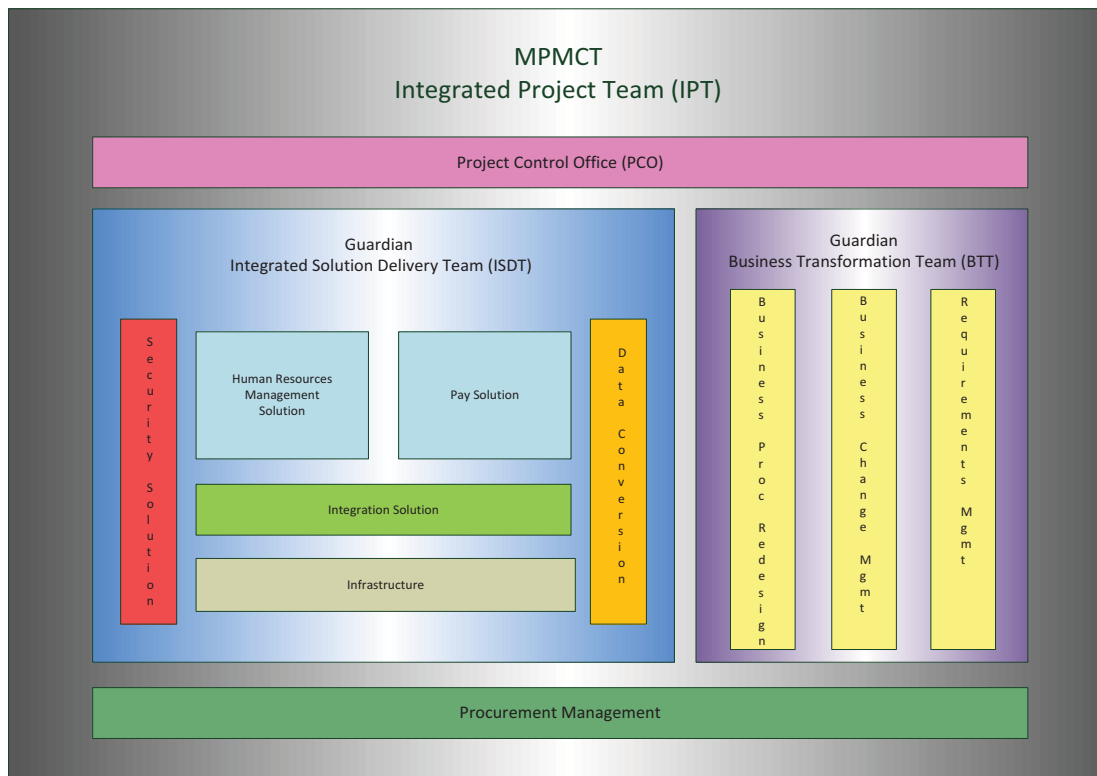 MPMCT
Integrated Project Team (IPT)
Project Control Office (PCO)
Guardian
Integrated Solution Delivery Team (ISDT)
Security Solution
Human Resources
Management
Solution
Pay Solution
Data Conversion
Integration Solution
Infrastructure
Guardian
Business Transformation Team (BTT)
Business Proc Redesign
Business Change Mgmt
Requirements Mgmt
Procurement Management